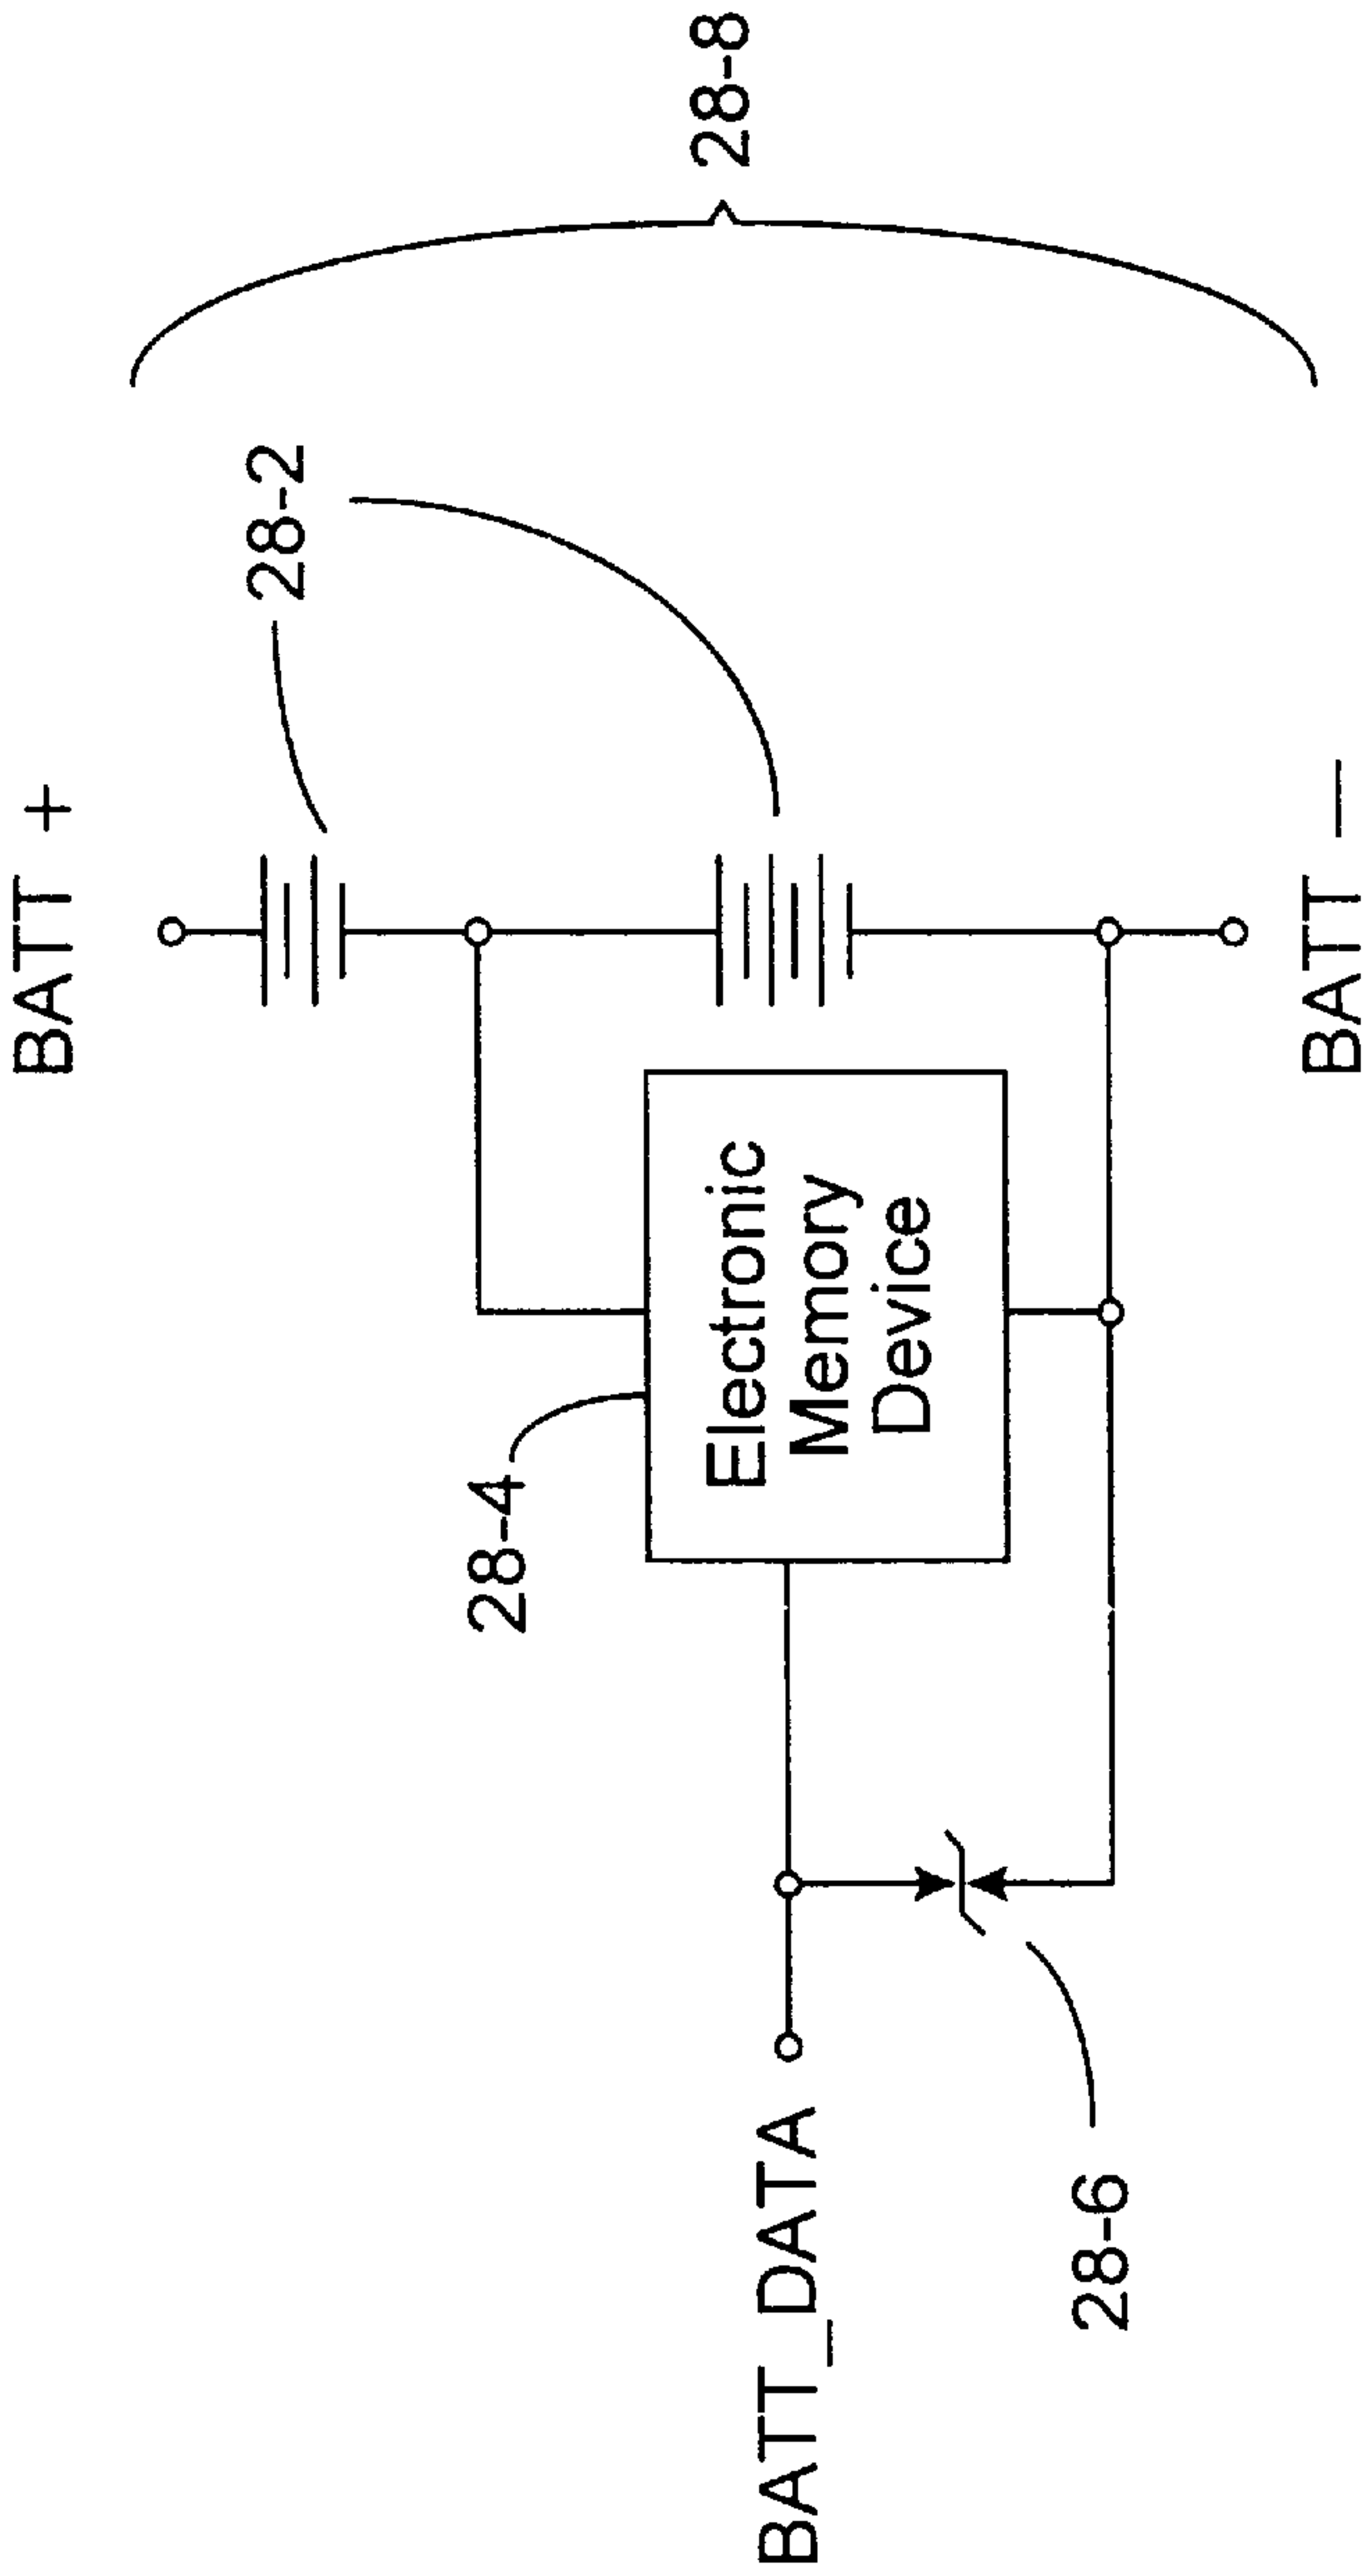 28-8
28-2
BATT +
28-4
Electronic
Memory
Device
BATT_DATA
28-6
BATT −